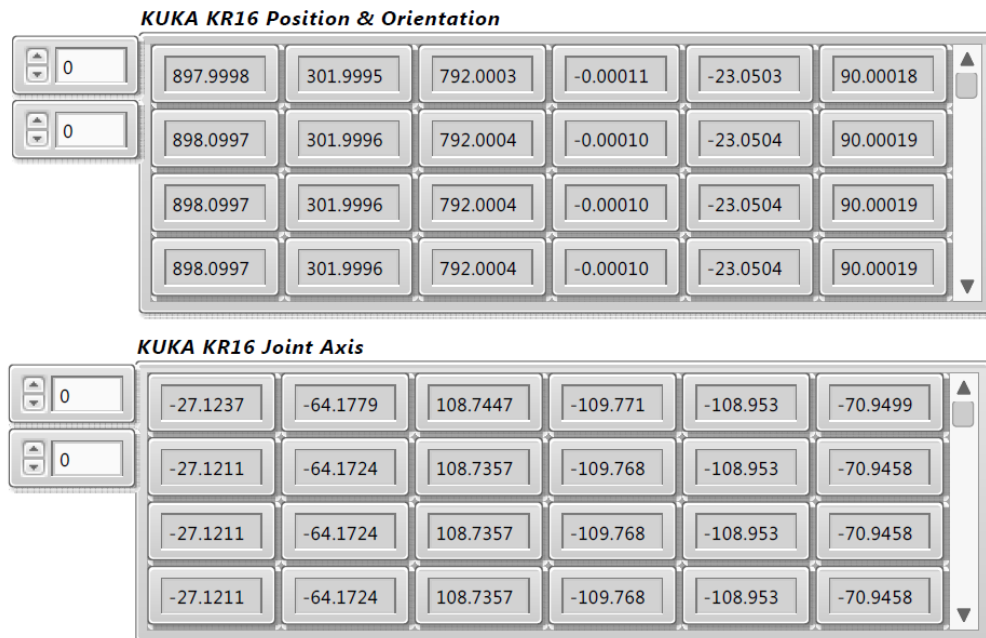 KUKA KR16 Position & Orientation
0 897.9998 301.9995 792.0003 -0.00011 -23.0503 90.00018
0 898.0997 301.9996 792.0004 -0.00010 -23.0504 90.00019
898.0997 301.9996 792.0004 -0.00010 -23.0504 90.00019
898.0997 301.9996 792.0004 -0.00010 -23.0504 90.00019
KUKA KR16 Joint Axis
0 -27.1237 -64.1779 108.7447 -109.771 -108.953 -70.9499
0 -27.1211 -64.1724 108.7357 -109.768 -108.953 -70.9458
-27.1211 -64.1724 108.7357 -109.768 -108.953 -70.9458
-27.1211 -64.1724 108.7357 -109.768 -108.953 -70.9458